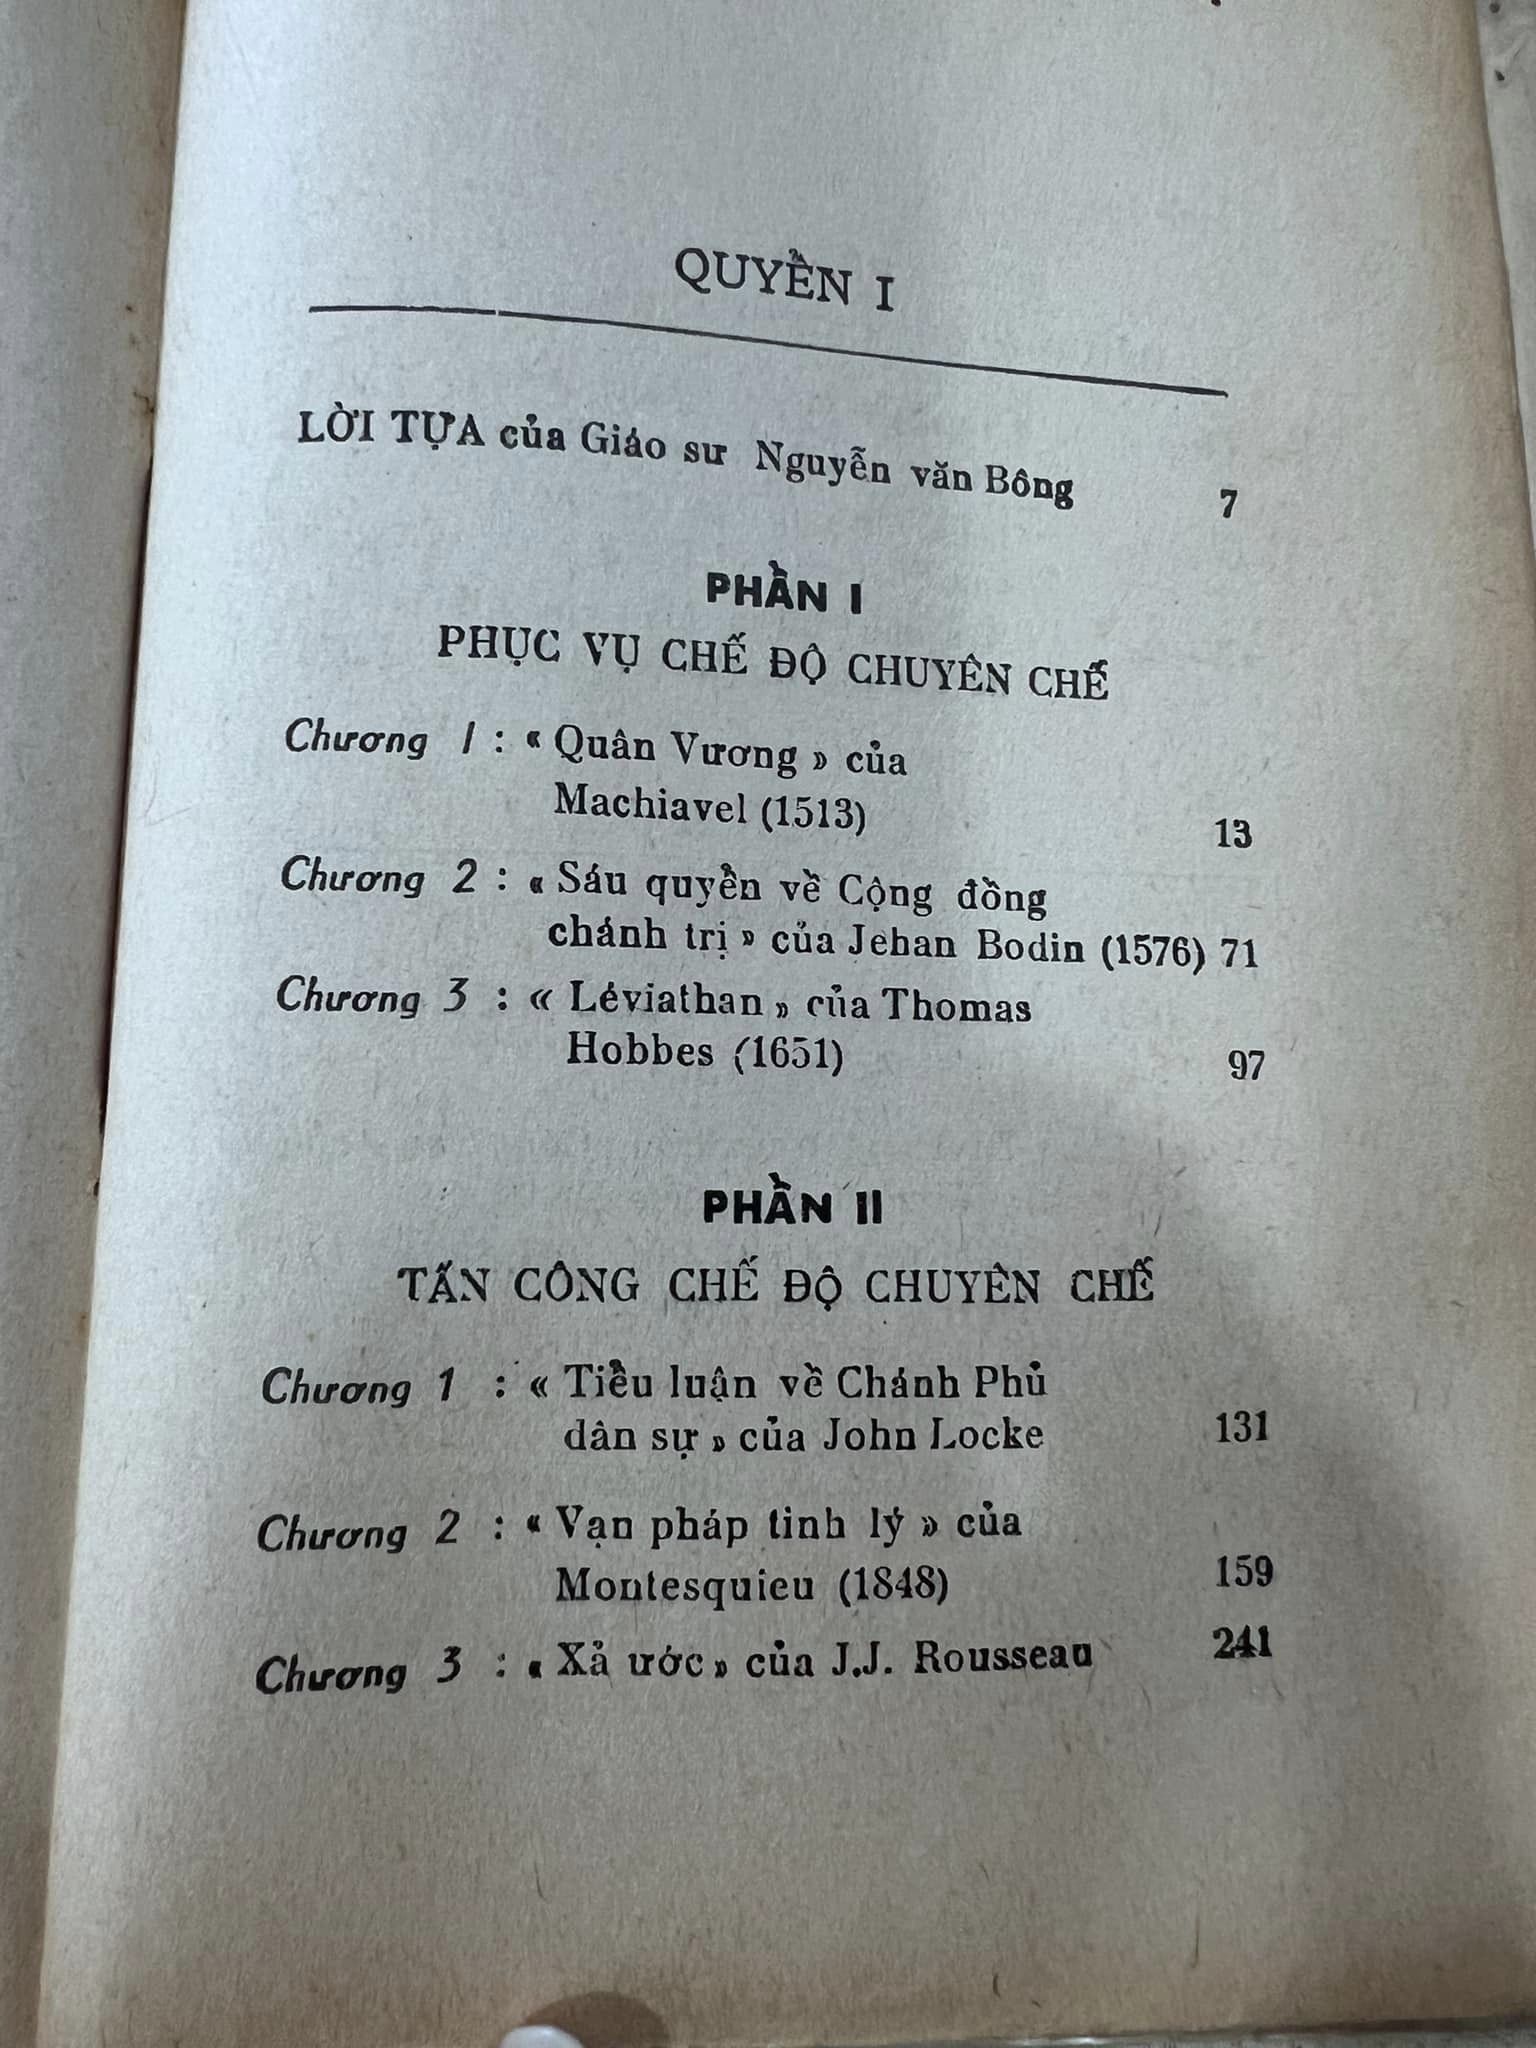 QUYỂN I
LỜI TỰA của Giáo sư Nguyễn văn Bông 7
PHẦN I
PHỤC VỤ CHẾ ĐỘ CHUYÊN CHẾ
Chương 1 : « Quân Vương » của
Machiavel (1513) 13
Chương 2 : « Sáu quyển về Cộng đồng
chánh trị » của Jehan Bodin (1576) 71
Chương 3 : « Léviathan » của Thomas
Hobbes (1651) 97
PHẦN II
TẤN CÔNG CHẾ ĐỘ CHUYÊN CHẾ
Chương 1 : « Tiểu luận về Chánh Phủ
dân sự » của John Locke 131
Chương 2 : « Vạn pháp tinh lý » của
Montesquieu (1848) 159
Chương 3 : « Xả ước » của J.J. Rousseau 241